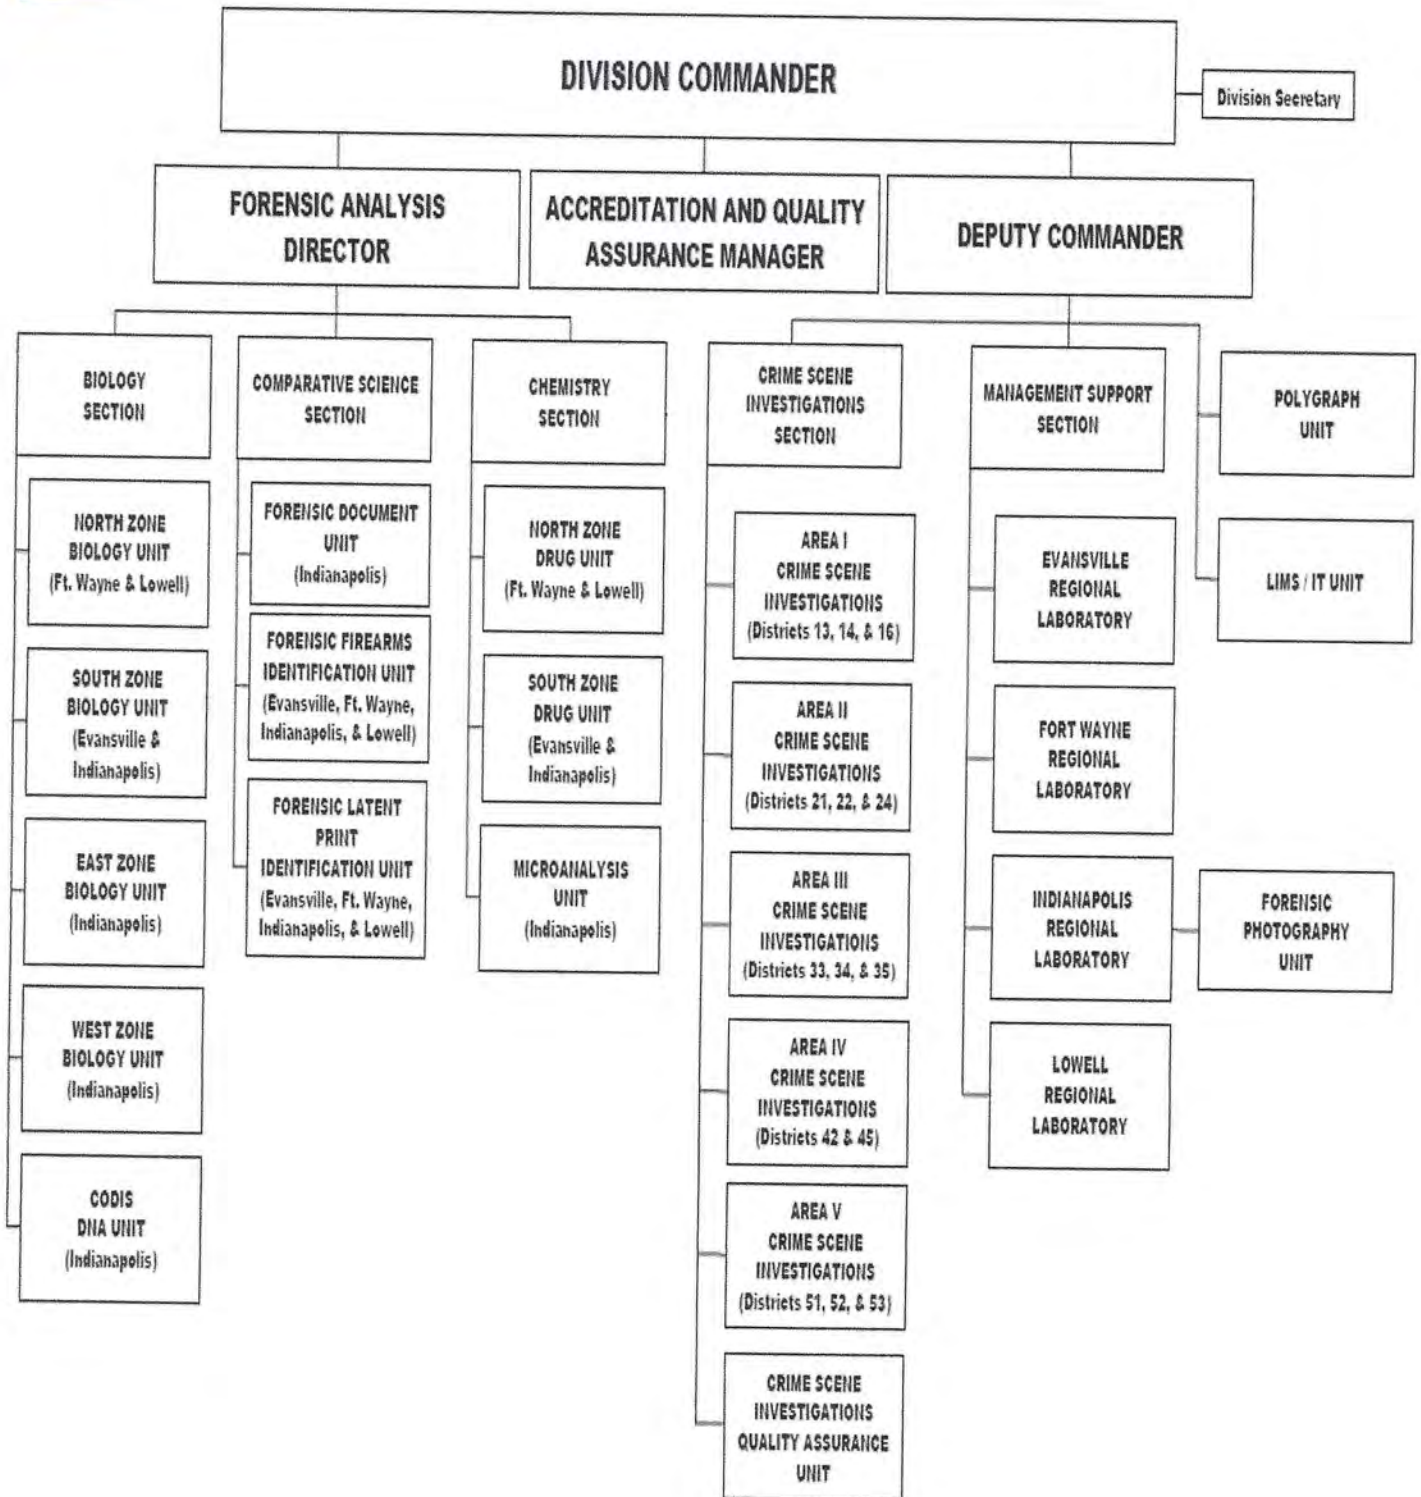 DIVISION COMMANDER
Division Secretary
FORENSIC ANALYSIS
DIRECTOR
ACCREDITATION AND QUALITY
ASSURANCE MANAGER
DEPUTY COMMANDER
BIOLOGY
SECTION
NORTH ZONE
BIOLOGY UNIT
(Ft. Wayne & Lowell)
SOUTH ZONE
BIOLOGY UNIT
(Evansville &
Indianapolis)
EAST ZONE
BIOLOGY UNIT
(Indianapolis)
WEST ZONE
BIOLOGY UNIT
(Indianapolis)
CODIS
DNA UNIT
(Indianapolis)
COMPARATIVE SCIENCE
SECTION
FORENSIC DOCUMENT
UNIT
(Indianapolis)
FORENSIC FIREARMS
IDENTIFICATION UNIT
(Evansville, Ft. Wayne,
Indianapolis, & Lowell)
FORENSIC LATENT
PRINT
IDENTIFICATION UNIT
(Evansville, Ft. Wayne,
Indianapolis, & Lowell)
CHEMISTRY
SECTION
NORTH ZONE
DRUG UNIT
(Ft. Wayne & Lowell)
SOUTH ZONE
DRUG UNIT
(Evansville &
Indianapolis)
MICROANALYSIS
UNIT
(Indianapolis)
CRIME SCENE
INVESTIGATIONS
SECTION
AREA I
CRIME SCENE
INVESTIGATIONS
(Districts 13, 14, & 16)
AREA II
CRIME SCENE
INVESTIGATIONS
(Districts 21, 22, & 24)
AREA III
CRIME SCENE
INVESTIGATIONS
(Districts 33, 34, & 35)
AREA IV
CRIME SCENE
INVESTIGATIONS
(Districts 42 & 45)
AREA V
CRIME SCENE
INVESTIGATIONS
(Districts 51, 52, & 53)
CRIME SCENE
INVESTIGATIONS
QUALITY ASSURANCE
UNIT
MANAGEMENT SUPPORT
SECTION
EVANSVILLE
REGIONAL
LABORATORY
FORT WAYNE
REGIONAL
LABORATORY
INDIANAPOLIS
REGIONAL
LABORATORY
FORENSIC
PHOTOGRAPHY
UNIT
LOWELL
REGIONAL
LABORATORY
POLYGRAPH
UNIT
LIMS / IT UNIT